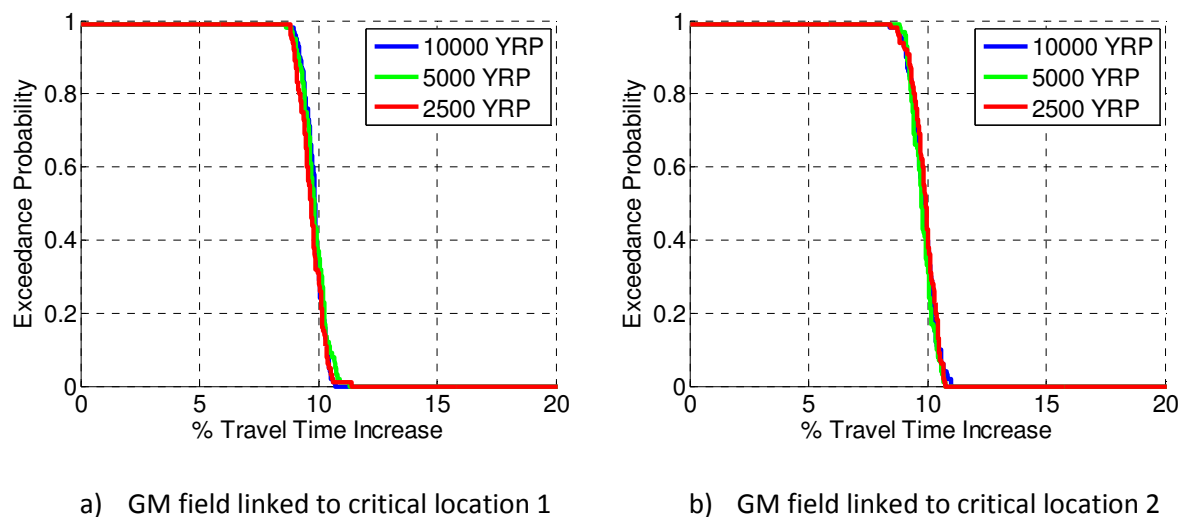 1
0.8
0.6
0.4
0.2
0
0 5 10 15 20
Exceedance Probability
% Travel Time Increase
10000 YRP
5000 YRP
2500 YRP
a) GM field linked to critical location 1
1
0.8
0.6
0.4
0.2
0
0 5 10 15 20
Exceedance Probability
% Travel Time Increase
10000 YRP
5000 YRP
2500 YRP
b) GM field linked to critical location 2